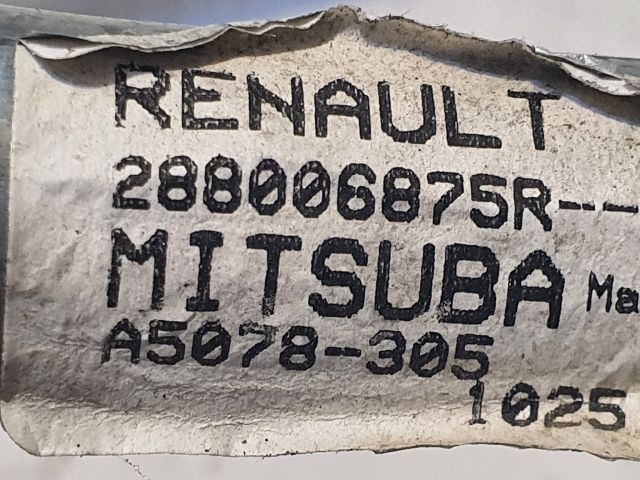 RENAULT
288006875R--
MITSUBA Ma
A5078-305
1025